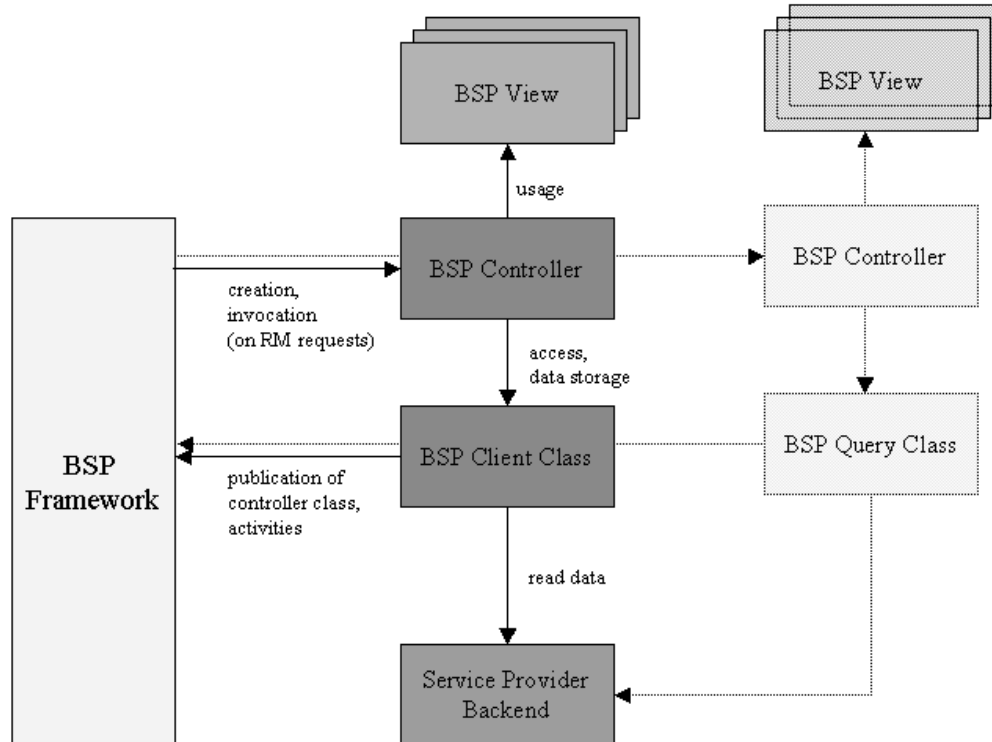 BSP View
BSP View
usage
BSP Controller
BSP Controller
creation,
invocation
(on RM requests)
access,
data storage
BSP Client Class
BSP Query Class
BSP
Framework
publication of
controller class,
activities
read data
Service Provider
Backend